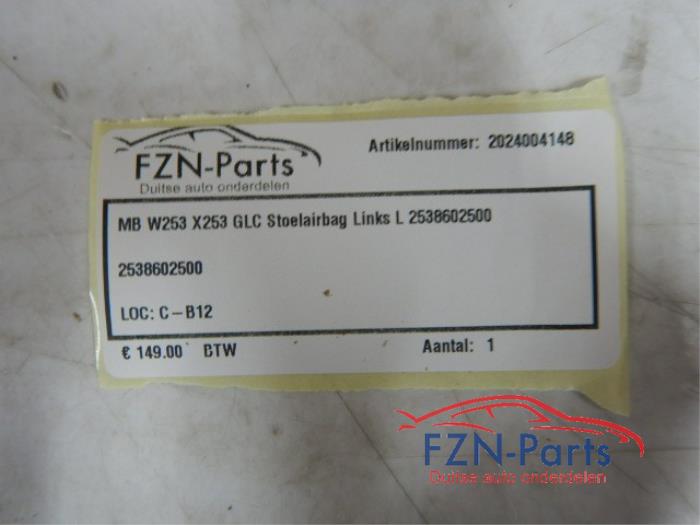 FZN-Parts
Duitse auto onderdelen
Artikelnummer: 2024004148
MB W253 X253 GLC Stoelairbag Links L 2538602500
2538602500
LOC: C-B12
€ 149.00 BTW
Aantal: 1
FZN-Parts
Duitse auto onderdelen